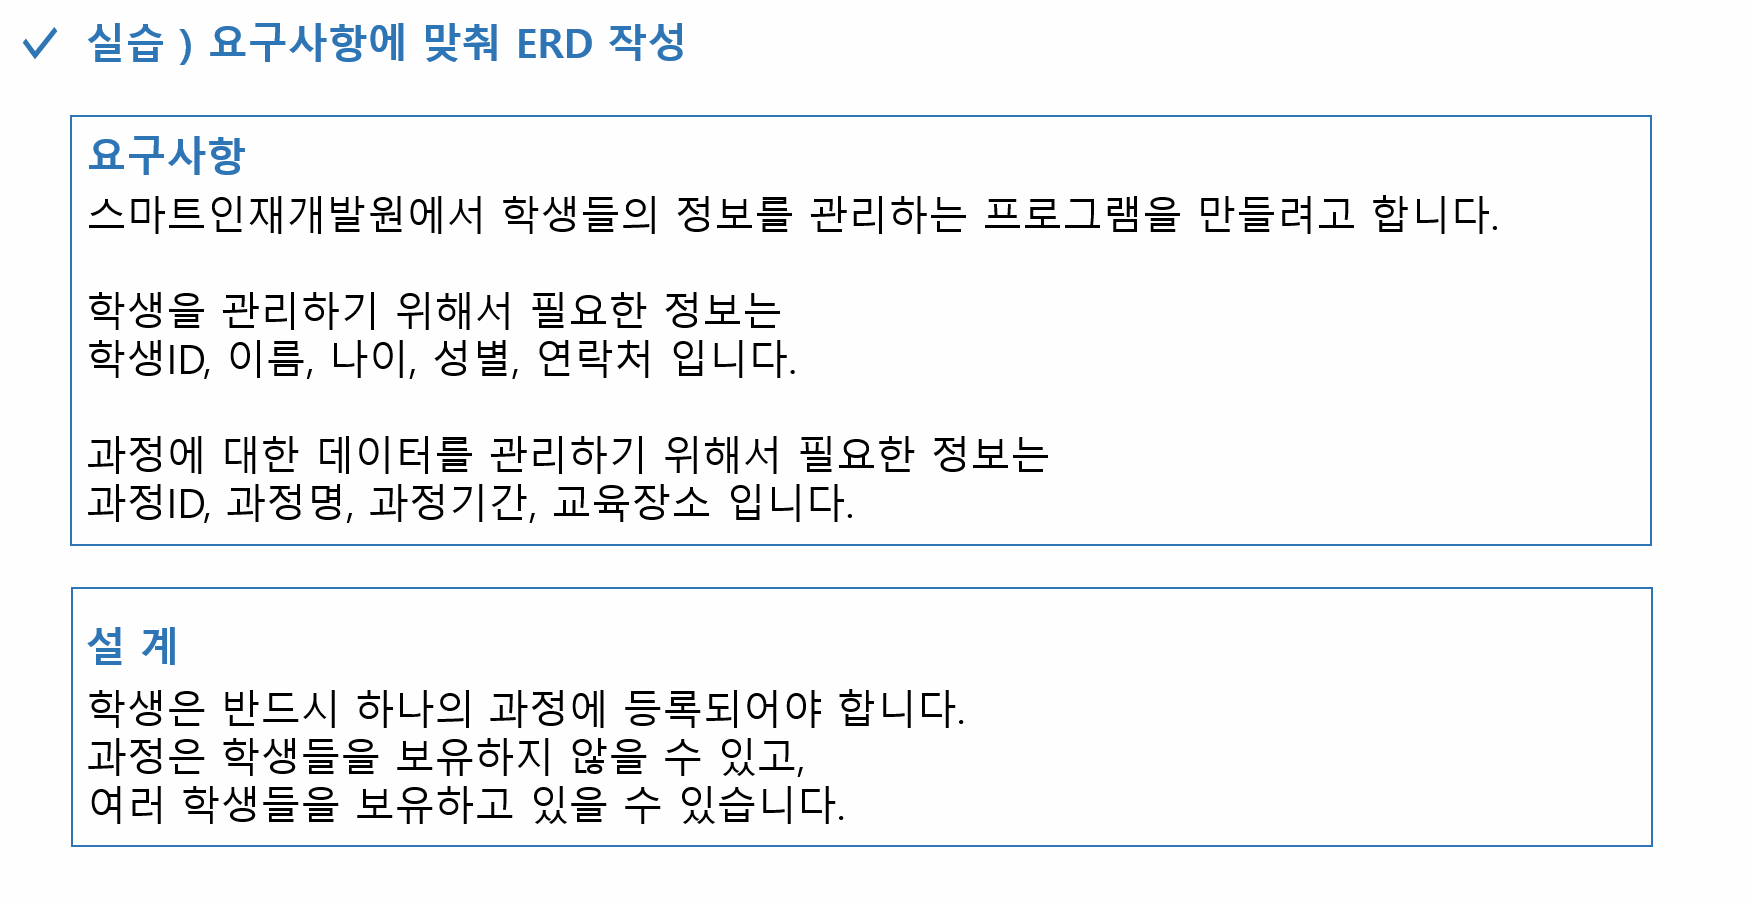 실습 ) 요구사항에 맞춰 ERD 작성
요구사항
스마트인재개발원에서 학생들의 정보를 관리하는 프로그램을 만들려고 합니다.
학생을 관리하기 위해서 필요한 정보는
학생ID, 이름, 나이, 성별, 연락처 입니다.
과정에 대한 데이터를 관리하기 위해서 필요한 정보는
과정ID, 과정명, 과정기간, 교육장소 입니다.
설 계
학생은 반드시 하나의 과정에 등록되어야 합니다.
과정은 학생들을 보유하지 않을 수 있고,
여러 학생들을 보유하고 있을 수 있습니다.